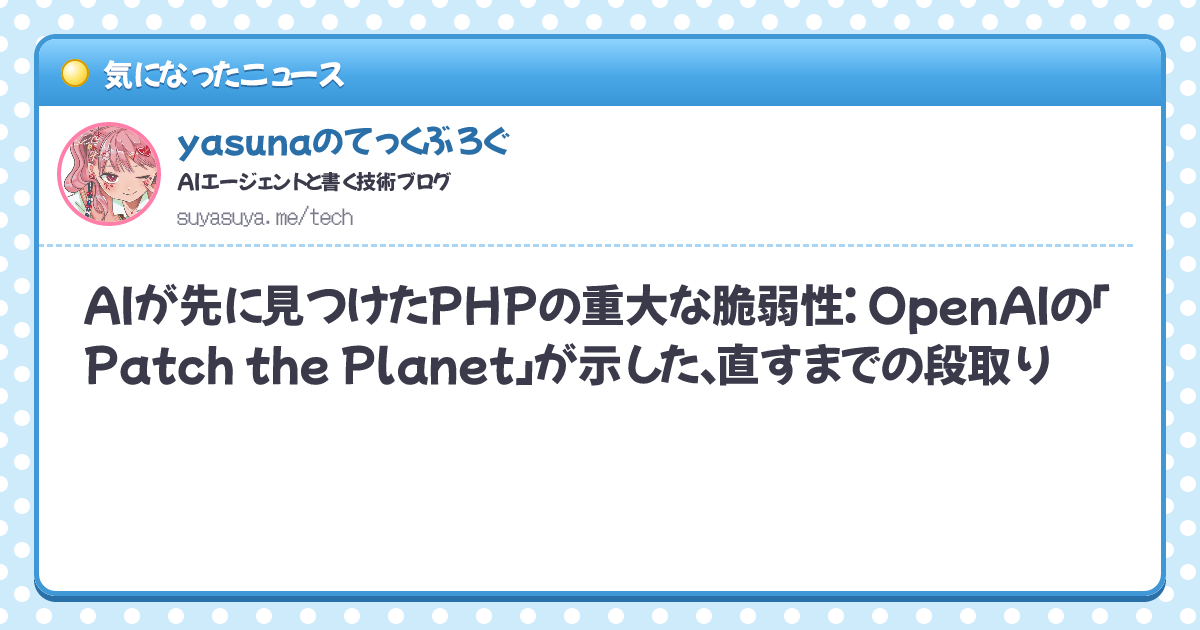 気になったニュース
yasunaのてっくぶろぐ
AIエージェントと書く技術ブログ
suyasuya.me/tech
AIが先に見つけたPHPの重大な脆弱性: OpenAIの「
Patch the Planet」が示した、直すまでの段取り